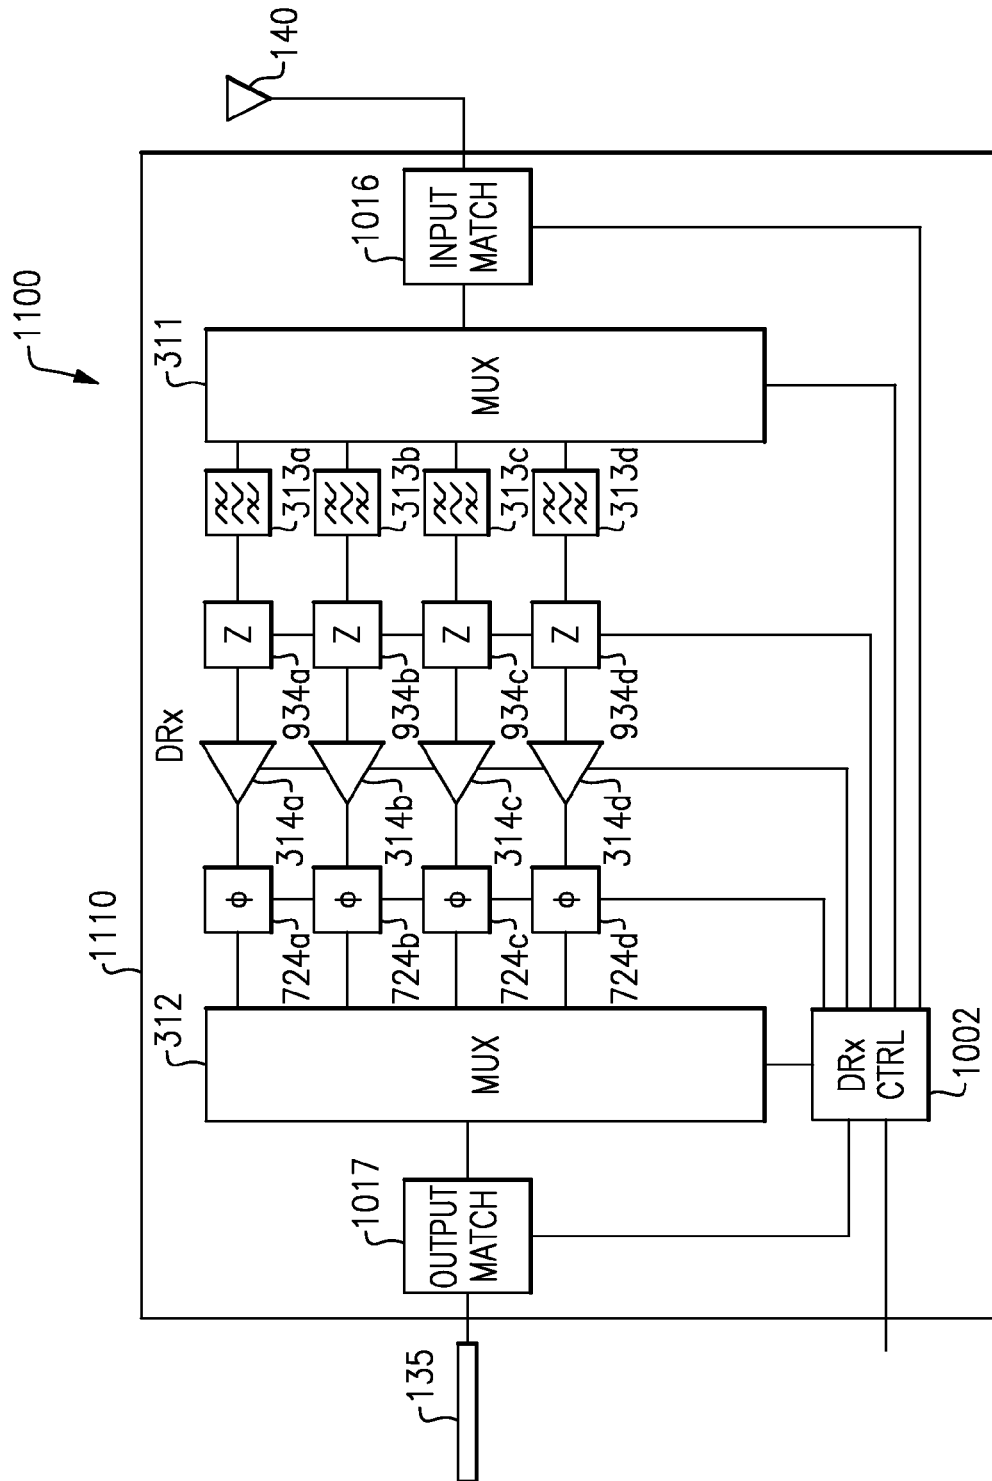 1100
1110
DRx
140
1016
INPUT
MATCH
311
MUX
313a
313b
313c
313d
Z
Z
Z
Z
934a
934b
934c
934d
314a
314b
314c
314d
ϕ
ϕ
ϕ
ϕ
724a
724b
724c
724d
312
MUX
1017
OUTPUT
MATCH
135
DRx
CTRL
1002